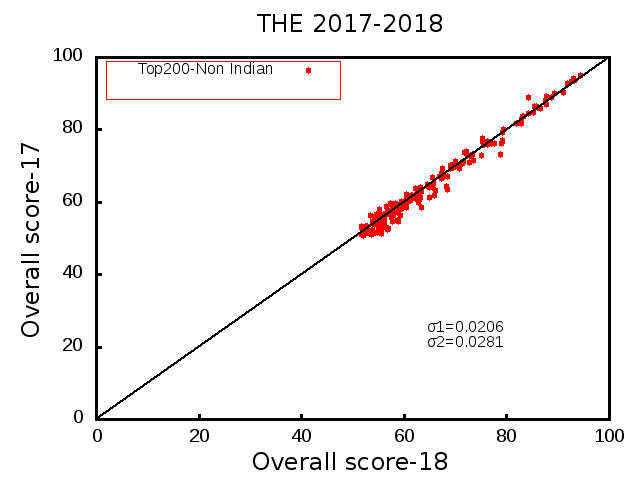 THE 2017-2018
Top200-Non Indian
Overall score-17
100
80
60
40
20
0
σ1=0.0206
σ2=0.0281
0 20 40 60 80 100
Overall score-18